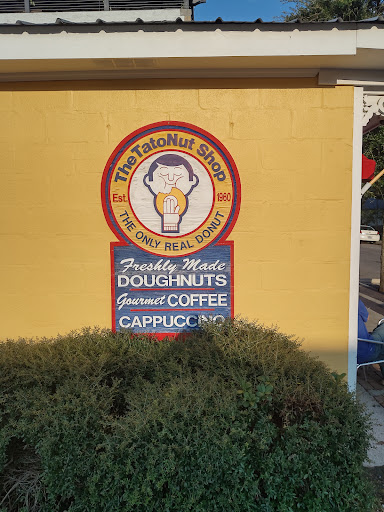 The TatoNut Shop
Est. 1960
THE ONLY REAL DONUT
Freshly Made
DOUGHNUTS
Gourmet COFFEE
CAPPUCCINO